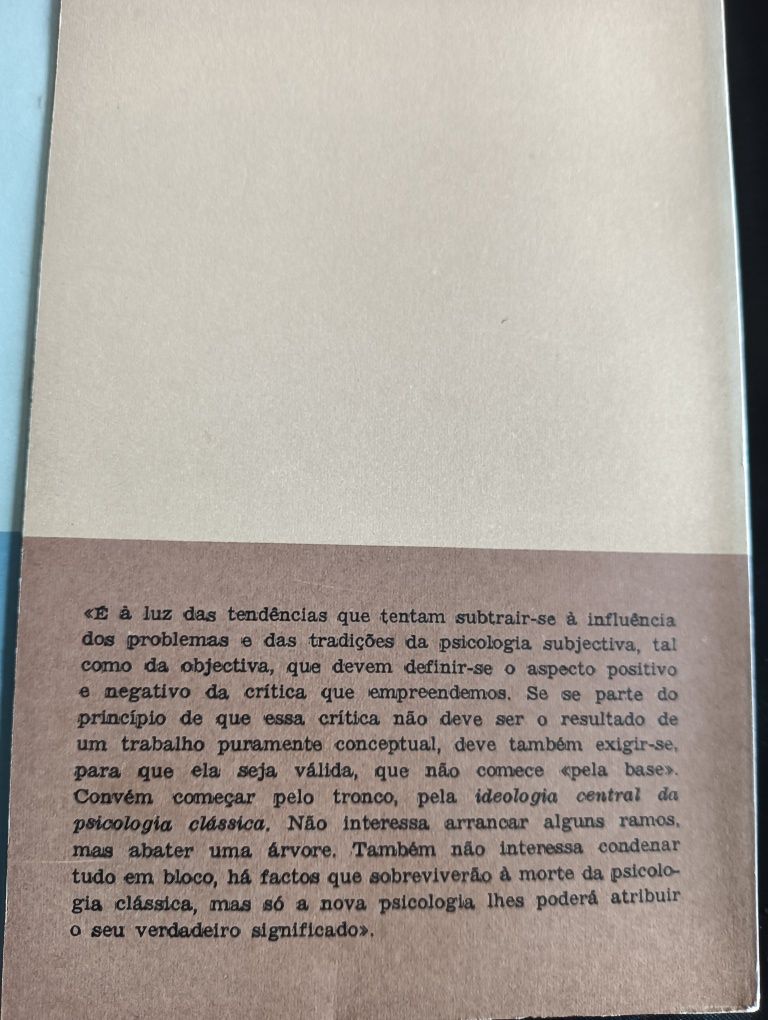 «É à luz das tendências que tentam subtrair-se à influência
dos problemas e das tradições da psicologia subjectiva, tal
como da objectiva, que devem definir-se o aspecto positivo
e negativo da crítica que empreendemos. Se se parte do
princípio de que essa crítica não deve ser o resultado de
um trabalho puramente conceptual, deve também exigir-se,
para que ela seja válida, que não comece «pela base».
Convém começar pelo tronco, pela ideologia central da
psicologia clássica. Não interessa arrancar alguns ramos,
mas abater uma árvore. Também não interessa condenar
tudo em bloco, há factos que sobreviverão à morte da psicolo-
gia clássica, mas só a nova psicologia lhes poderá atribuir
o seu verdadeiro significado».